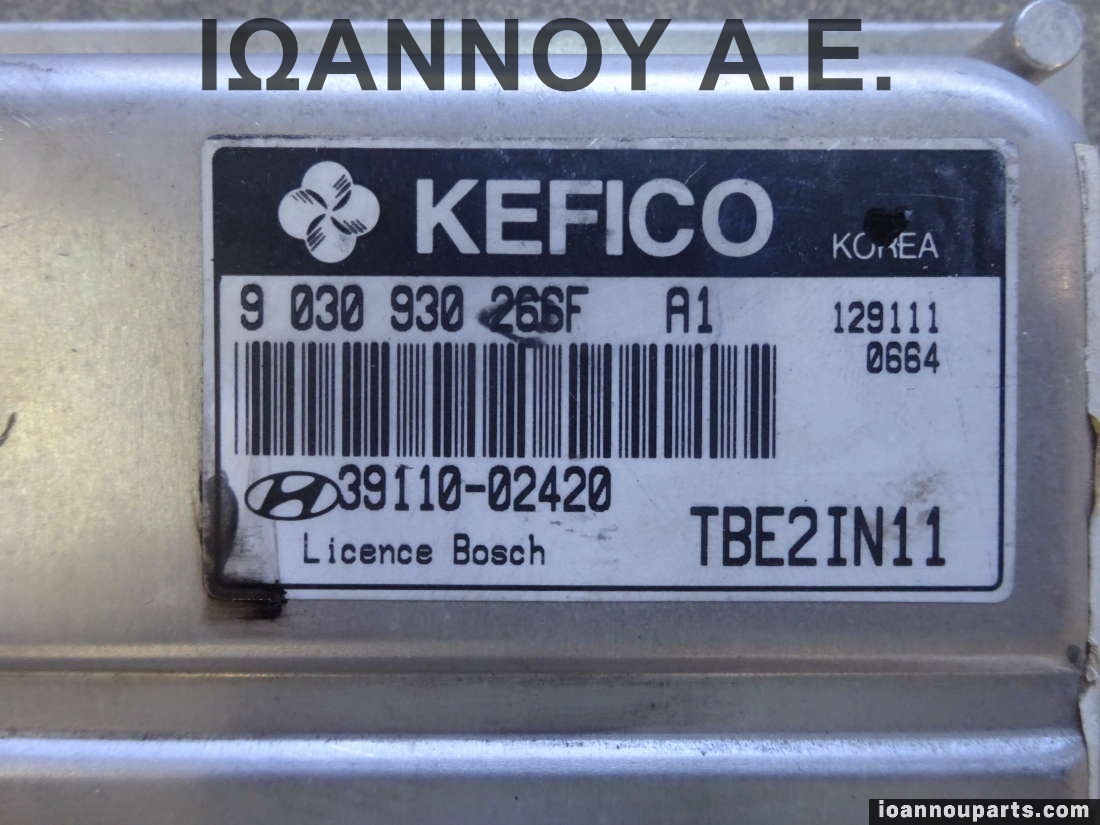 ΙΩΑΝΝΟΥ Α.Ε.
KEFICO
KOREA
9 030 930 266F A1
129111
0664
39110-02420
Licence Bosch
TBE2IN11
ioannouparts.com